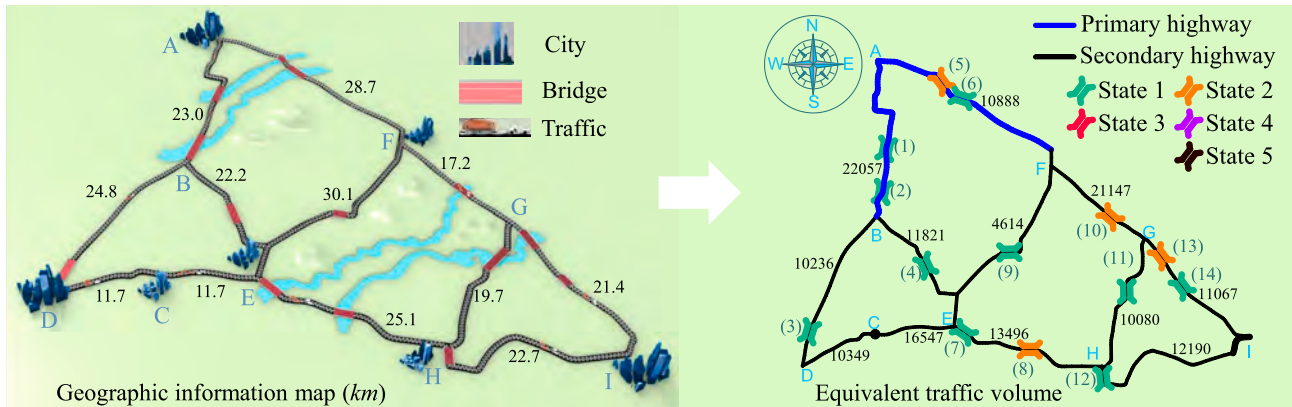 A
City
Bridge
Traffic
28.7
23.0
F
17.2
B
22.2
24.8
30.1
G
11.7
11.7
E
19.7
21.4
D
C
25.1
22.7
H
I
Geographic information map (km)
N
W E
S
Primary highway
Secondary highway
State 1 State 2
State 3 State 4
State 5
A
(5)
(6)
10888
(1)
22057
(2)
F
21147
B
11821
4614
(10)
G
(13)
10236
(4)
(9)
(11)
(14)
11067
(3)
C
E
16547
(7)
13496
10080
10349
D
(8)
H
12190
I
(12)
Equivalent traffic volume